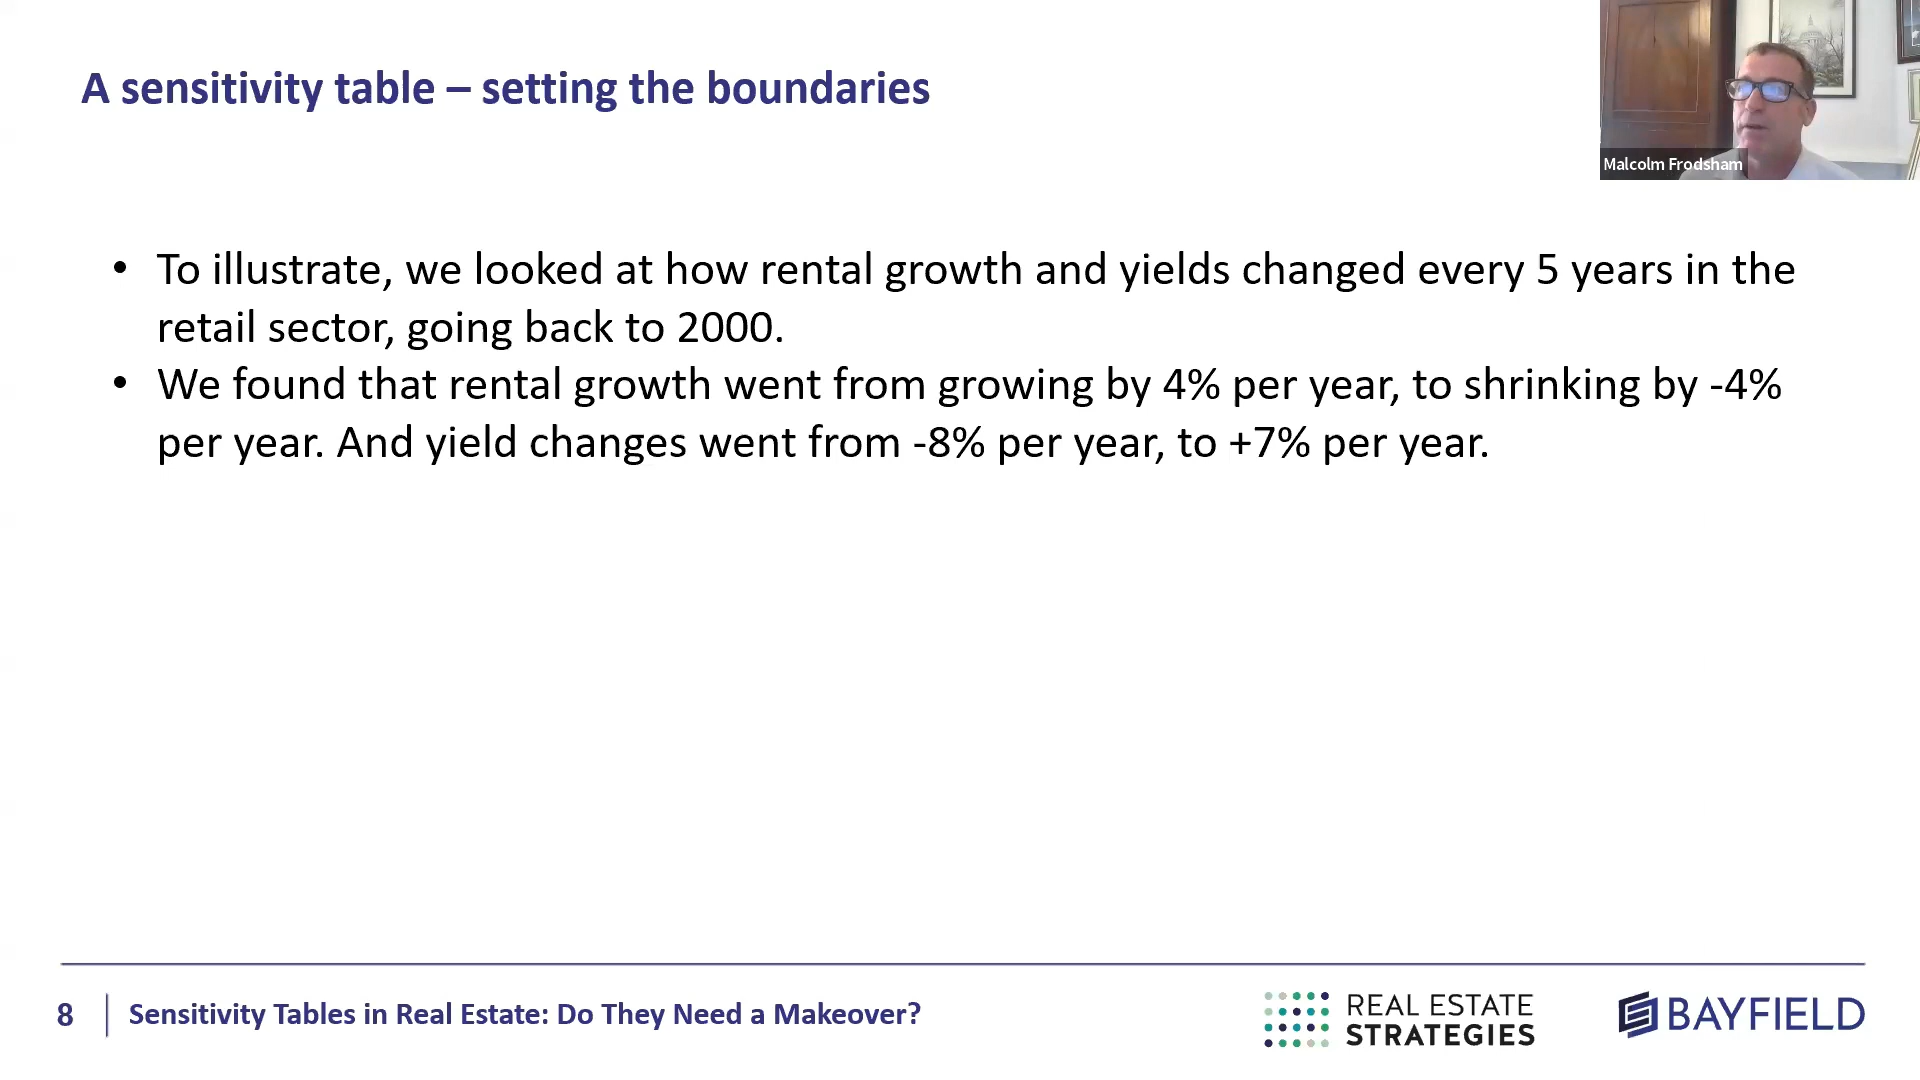 A sensitivity table – setting the boundaries
Malcolm Frodsham
• To illustrate, we looked at how rental growth and yields changed every 5 years in the
retail sector, going back to 2000.
• We found that rental growth went from growing by 4% per year, to shrinking by -4%
per year. And yield changes went from -8% per year, to +7% per year.
8
Sensitivity Tables in Real Estate: Do They Need a Makeover?
REAL ESTATE
STRATEGIES
BAYFIELD